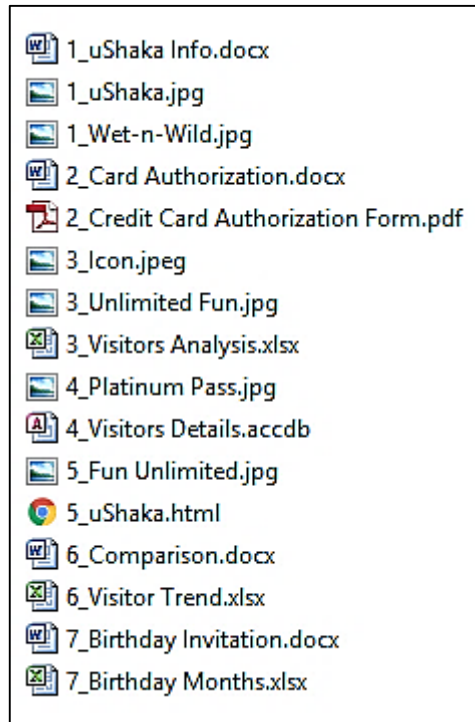 1_uShaka Info.docx
1_uShaka.jpg
1_Wet-n-Wild.jpg
2_Card Authorization.docx
2_Credit Card Authorization Form.pdf
3_Icon.jpeg
3_Unlimited Fun.jpg
3_Visitors Analysis.xlsx
4_Platinum Pass.jpg
4_Visitors Details.accdb
5_Fun Unlimited.jpg
5_uShaka.html
6_Comparison.docx
6_Visitor Trend.xlsx
7_Birthday Invitation.docx
7_Birthday Months.xlsx